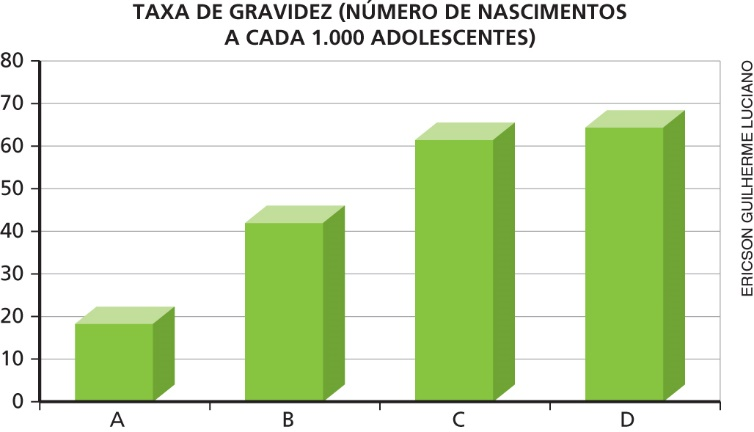 TAXA DE GRAVIDEZ (NÚMERO DE NASCIMENTOS
A CADA 1.000 ADOLESCENTES)
80
70
60
50
40
30
20
10
0
A B C D
ERICSON GUILHERME LUCIANO